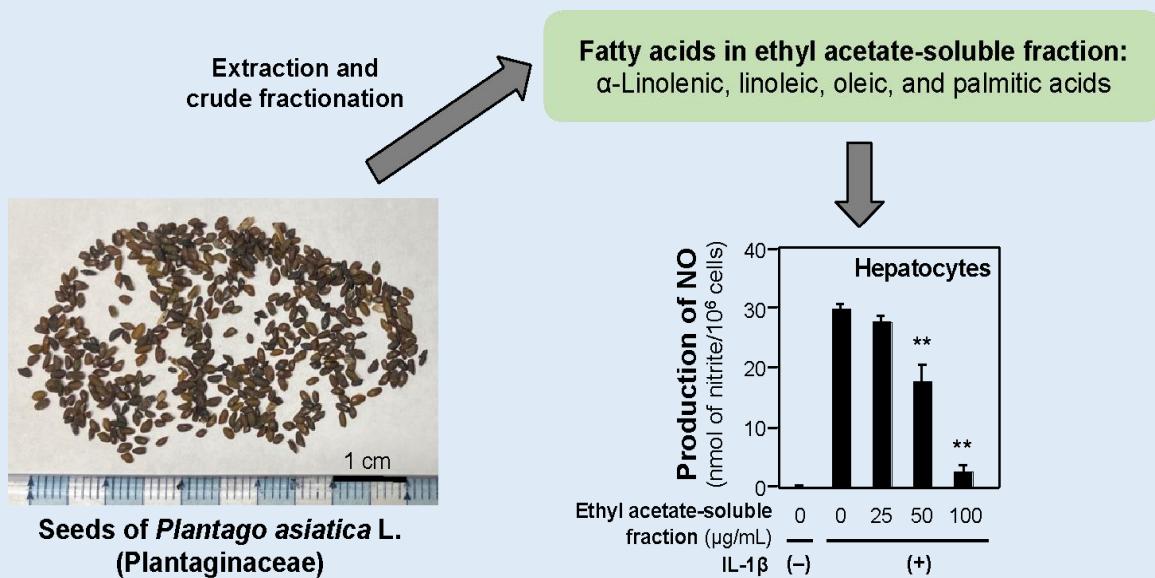 Extraction and
crude fractionation
Fatty acids in ethyl acetate-soluble fraction:
α-Linolenic, linoleic, oleic, and palmitic acids
1 cm
Seeds of Plantago asiatica L.
(Plantaginaceae)
Production of NO
(nmol of nitrite/10⁶ cells)
40
30
20
10
0
Hepatocytes
**
**
Ethyl acetate-soluble
fraction (μg/mL)
0 0 25 50 100
IL-1β (–) (+)